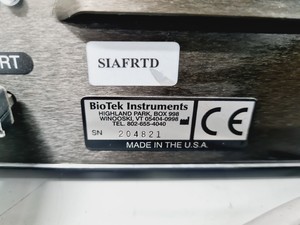 RT
SIAFRTD
BioTek Instruments
HIGHLAND PARK, BOX 998
WINOOSKI, VT 05404-0998
TEL. 802-655-4040
SN 204821
CE
MADE IN THE U.S.A.